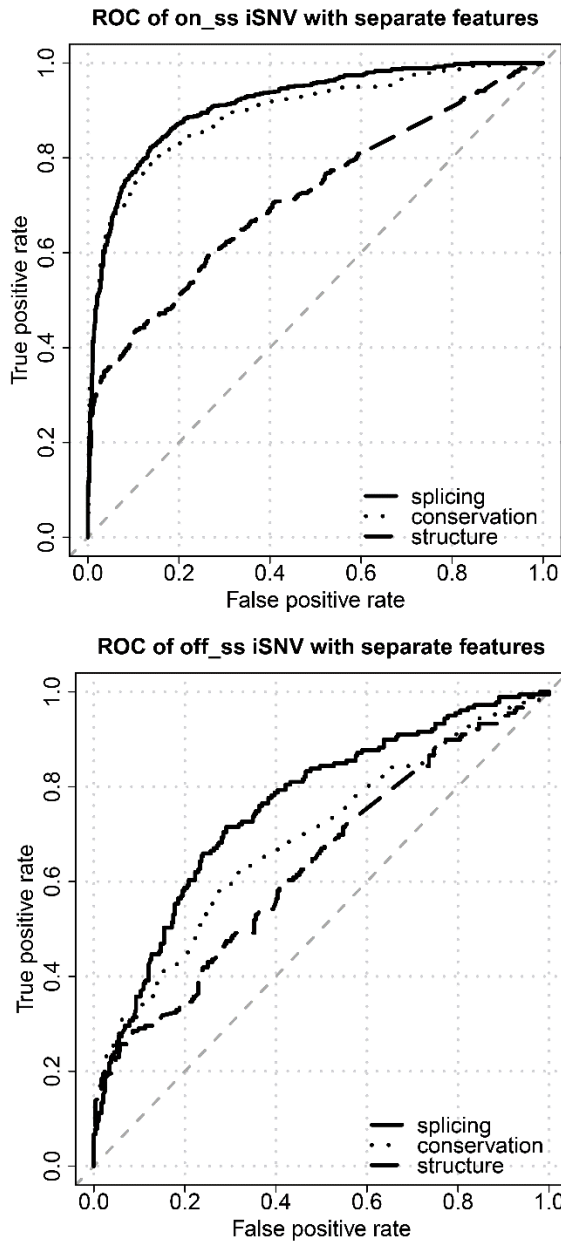 ROC of on_ss iSNV with separate features
True positive rate
0.0 0.2 0.4 0.6 0.8 1.0
splicing
conservation
structure
0.0 0.2 0.4 0.6 0.8 1.0
False positive rate
ROC of off_ss iSNV with separate features
True positive rate
0.0 0.2 0.4 0.6 0.8 1.0
splicing
conservation
structure
0.0 0.2 0.4 0.6 0.8 1.0
False positive rate